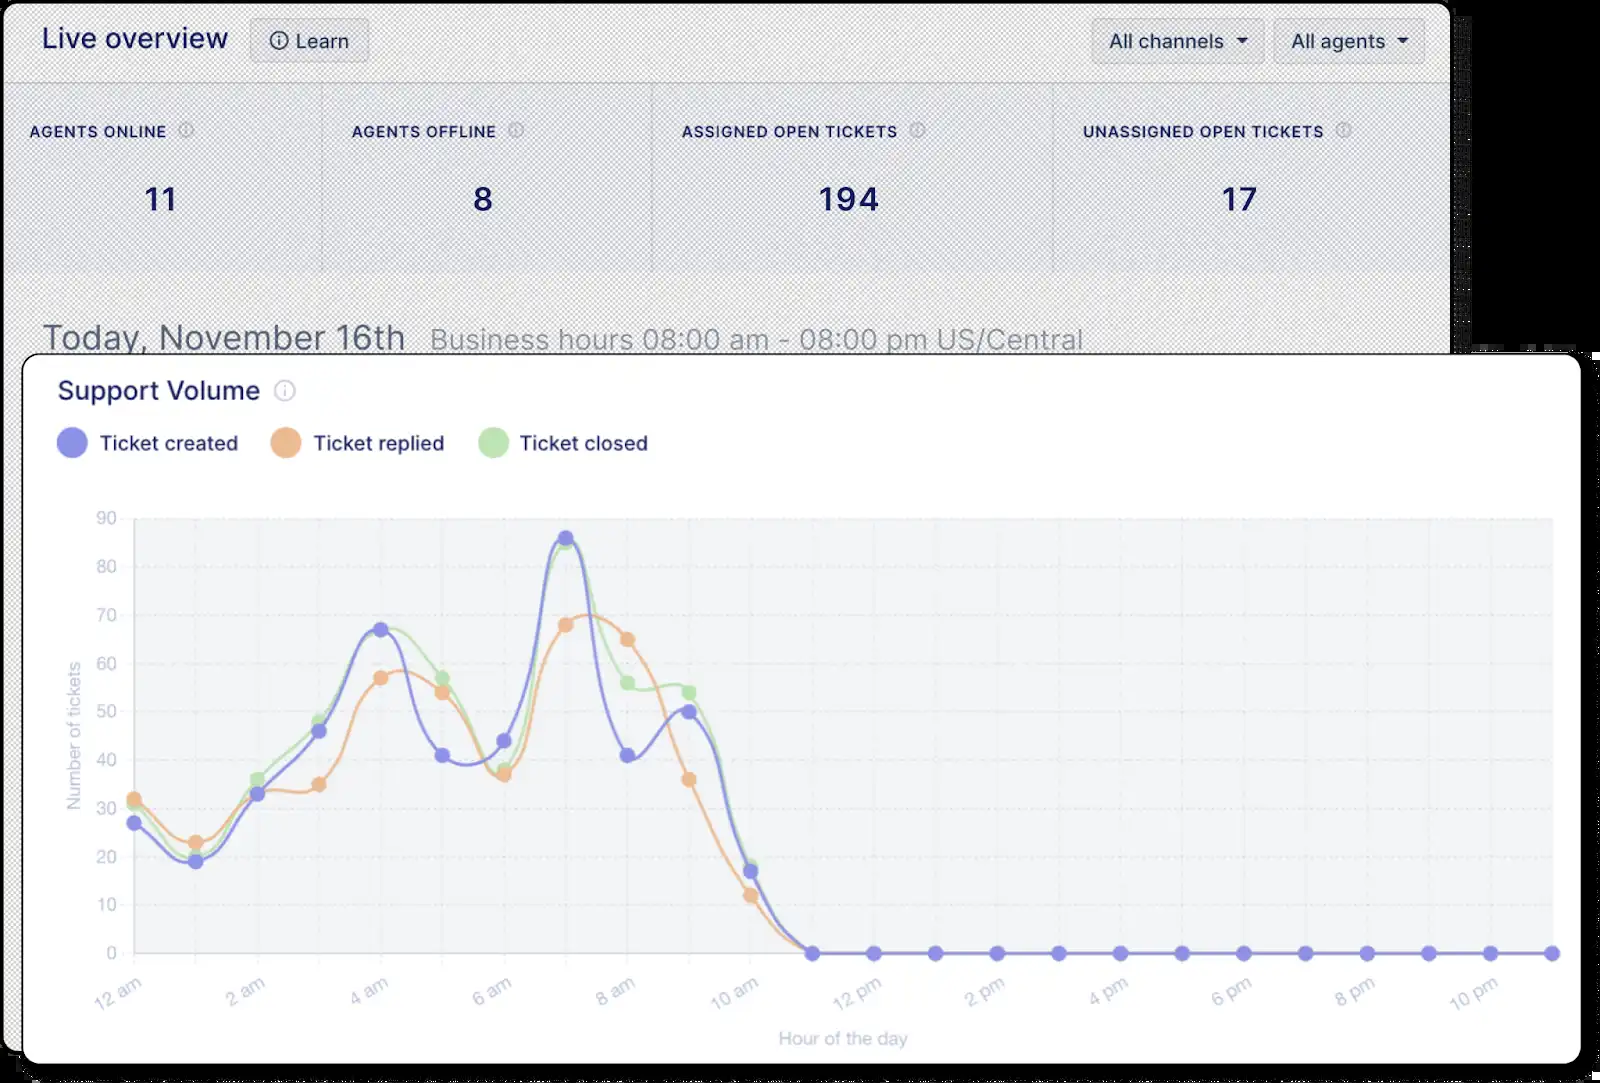 Live overview Learn All channels All agents
AGENTS ONLINE AGENTS OFFLINE ASSIGNED OPEN TICKETS UNASSIGNED OPEN TICKETS
11 8 194 17
Today, November 16th Business hours 08:00 am - 08:00 pm US/Central
Support Volume
Ticket created Ticket replied Ticket closed
90
80
70
60
50
40
30
20
10
0
Number of tickets
12 am 2 am 4 am 6 am 8 am 10 am 12 pm 2 pm 4 pm 6 pm 8 pm 10 pm
Hour of the day